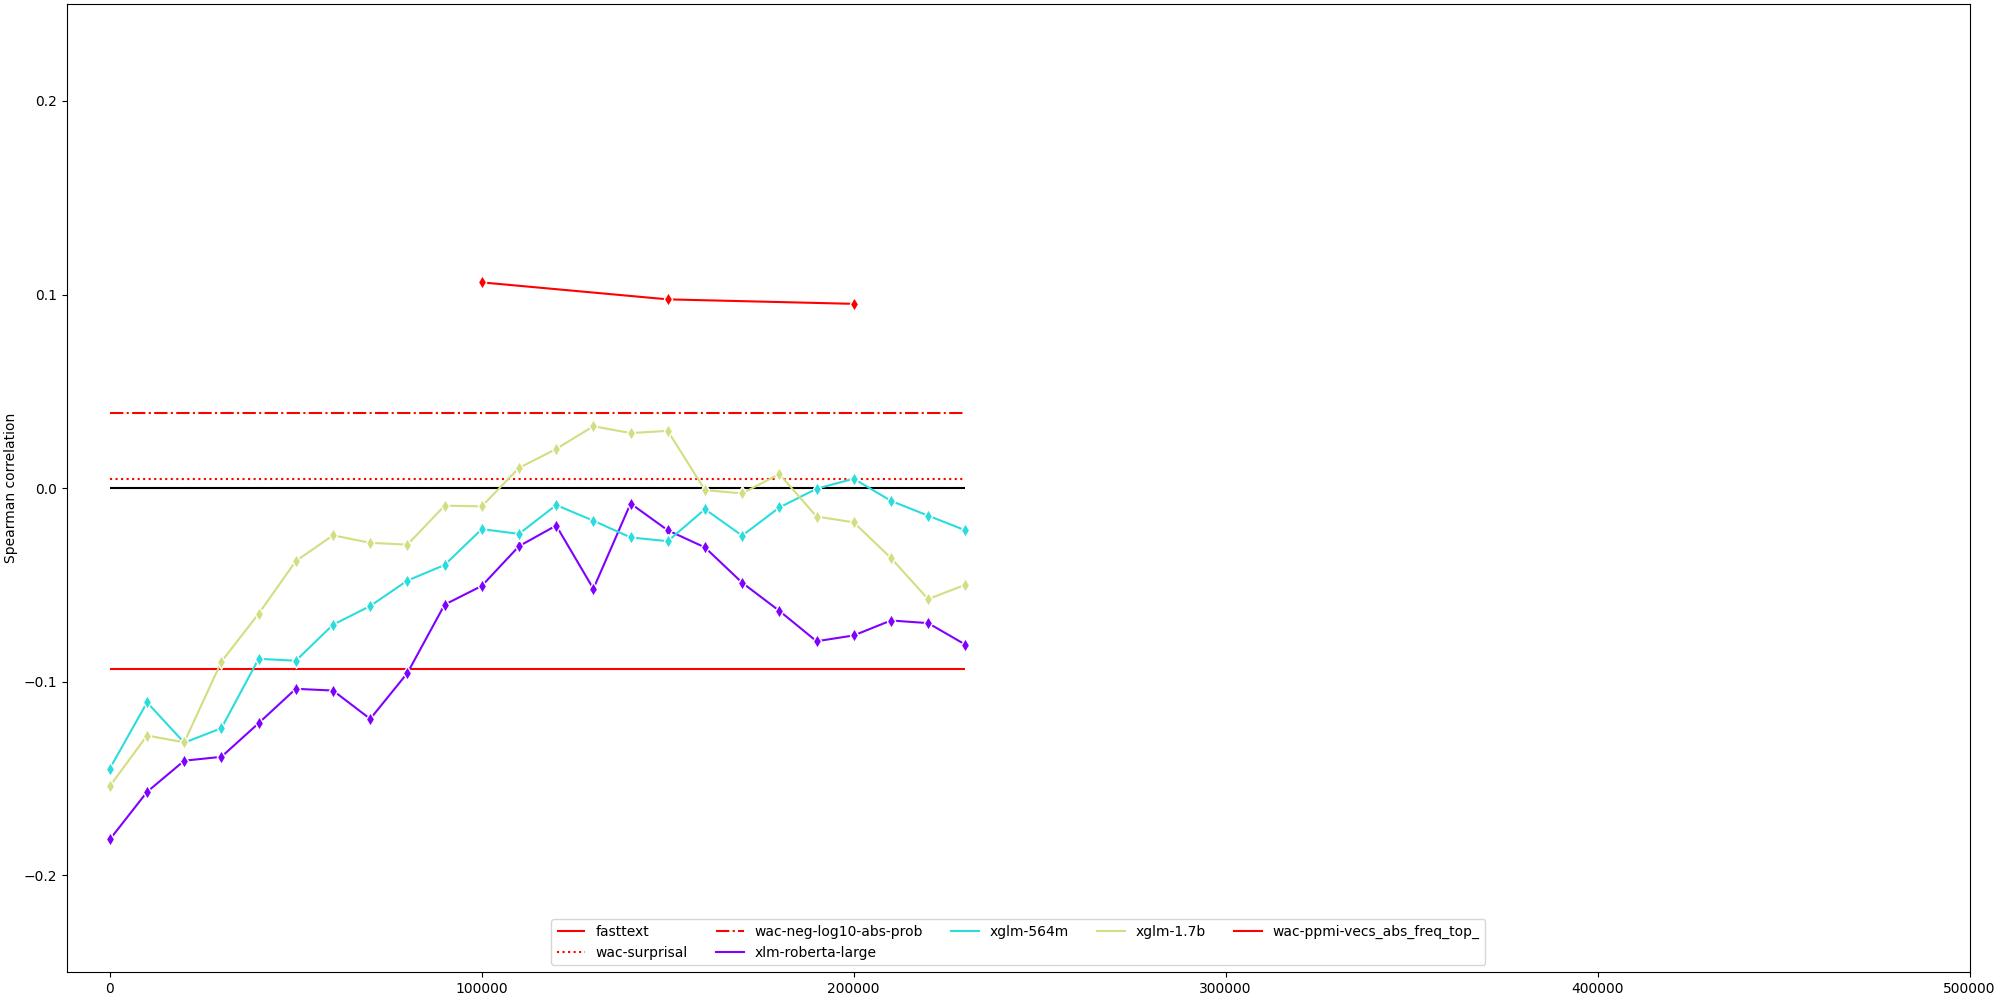 0.2
0.1
0.0
−0.1
−0.2
Spearman correlation
fasttext
wac-surprisal
wac-neg-log10-abs-prob
xlm-roberta-large
xglm-564m
xglm-1.7b
wac-ppmi-vecs_abs_freq_top_
0
100000
200000
300000
400000
500000